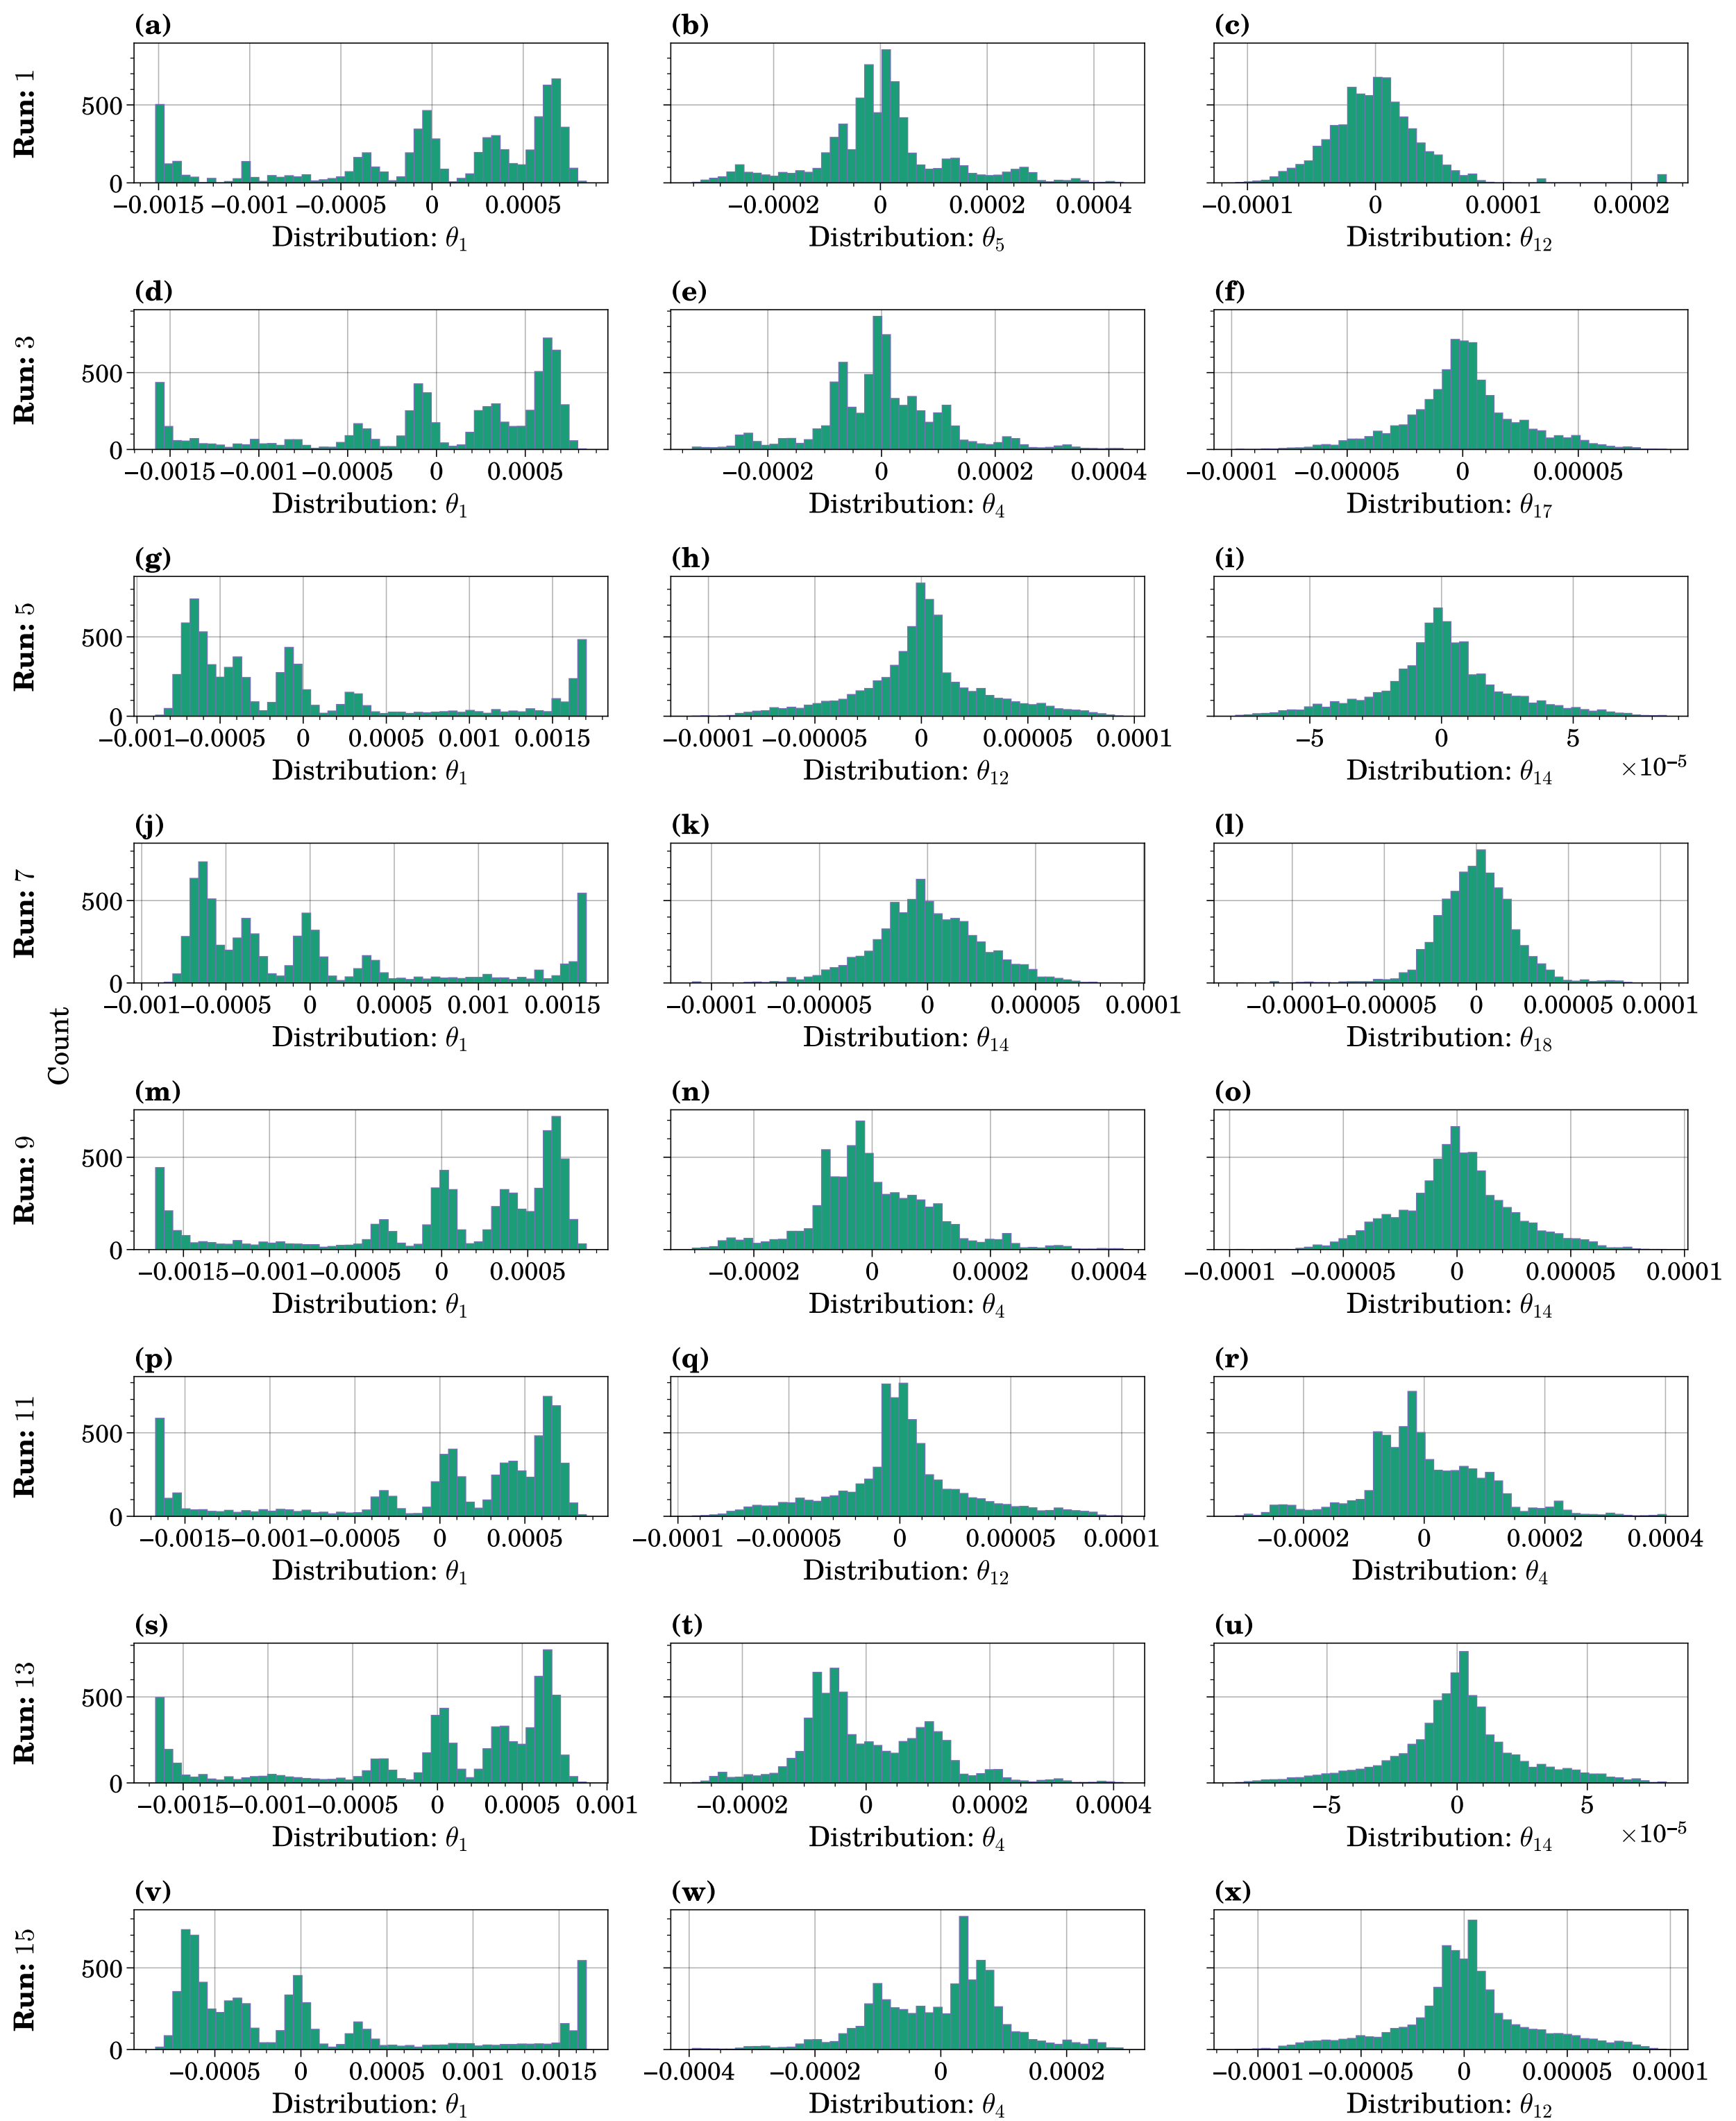 (a) (b) (c)
Run: 1
500
0
−0.0015 −0.001 −0.0005 0 0.0005
−0.0002 0 0.0002 0.0004
−0.0001 0 0.0001 0.0002
Distribution: θ1 Distribution: θ5 Distribution: θ12
(d) (e) (f)
Run: 3
500
0
−0.0015 −0.001 −0.0005 0 0.0005
−0.0002 0 0.0002 0.0004
−0.0001 −0.00005 0 0.00005
Distribution: θ1 Distribution: θ4 Distribution: θ17
(g) (h) (i)
Run: 5
500
0
−0.001 −0.0005 0 0.0005 0.001 0.0015
−0.0001 −0.00005 0 0.00005 0.0001
−5 0 5
Distribution: θ1 Distribution: θ12 Distribution: θ14 ×10−5
(j) (k) (l)
Run: 7
500
0
−0.001 −0.0005 0 0.0005 0.001 0.0015
−0.0001 −0.00005 0 0.00005 0.0001
−0.0001 −0.00005 0 0.00005 0.0001
Distribution: θ1 Distribution: θ14 Distribution: θ18
Count
(m) (n) (o)
Run: 9
500
0
−0.0015 −0.001 −0.0005 0 0.0005
−0.0002 0 0.0002 0.0004
−0.0001 −0.00005 0 0.00005 0.0001
Distribution: θ1 Distribution: θ4 Distribution: θ14
(p) (q) (r)
Run: 11
500
0
−0.0015 −0.001 −0.0005 0 0.0005
−0.0001 −0.00005 0 0.00005 0.0001
−0.0002 0 0.0002 0.0004
Distribution: θ1 Distribution: θ12 Distribution: θ4
(s) (t) (u)
Run: 13
500
0
−0.0015 −0.001 −0.0005 0 0.0005 0.001
−0.0002 0 0.0002 0.0004
−5 0 5
Distribution: θ1 Distribution: θ4 Distribution: θ14 ×10−5
(v) (w) (x)
Run: 15
500
0
−0.0005 0 0.0005 0.001 0.0015
−0.0004 −0.0002 0 0.0002
−0.0001 −0.00005 0 0.00005 0.0001
Distribution: θ1 Distribution: θ4 Distribution: θ12